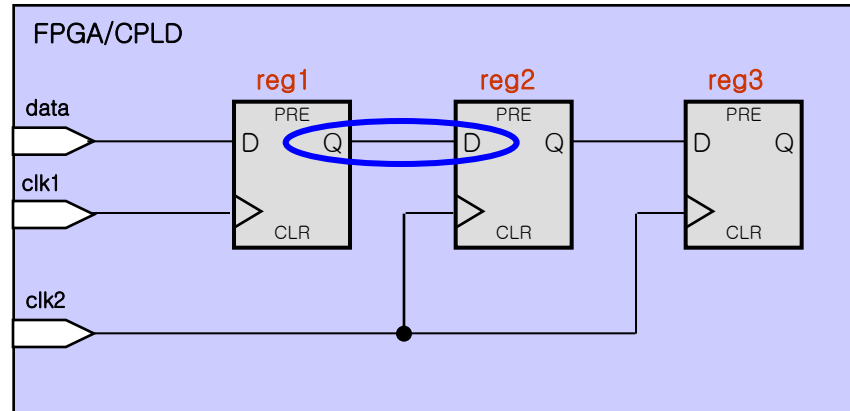 FPGA/CPLD
reg1 reg2 reg3
data
PRE PRE PRE
D Q D Q D Q
clk1
CLR CLR CLR
clk2